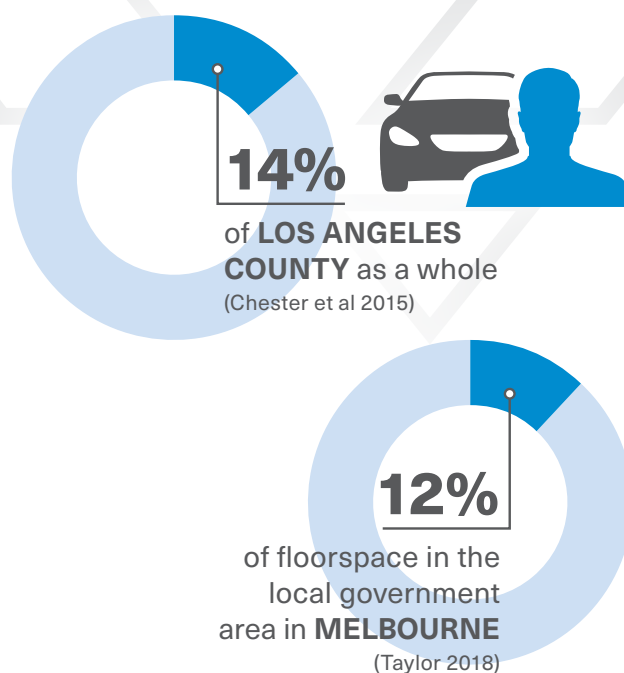 14%
of LOS ANGELES
COUNTY as a whole
(Chester et al 2015)
12%
of floorspace in the
local government
area in MELBOURNE
(Taylor 2018)